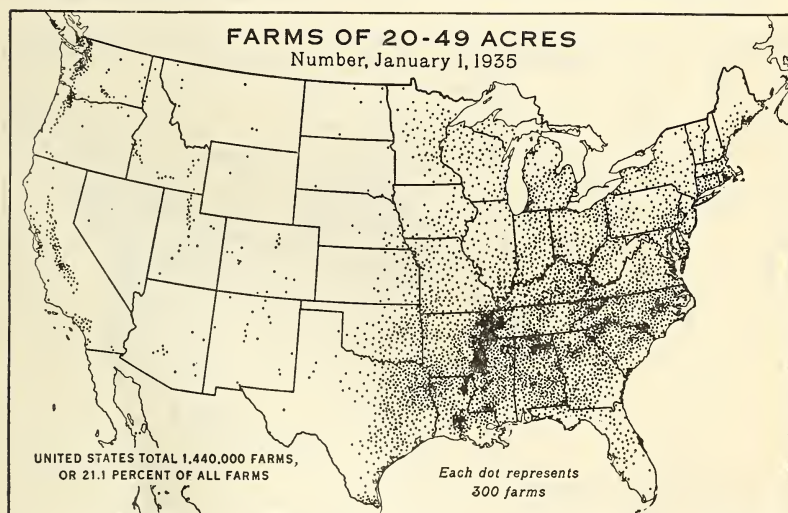 FARMS OF 20-49 ACRES
Number, January 1, 1935
UNITED STATES TOTAL 1,440,000 FARMS,
OR 21.1 PERCENT OF ALL FARMS
Each dot represents
300 farms